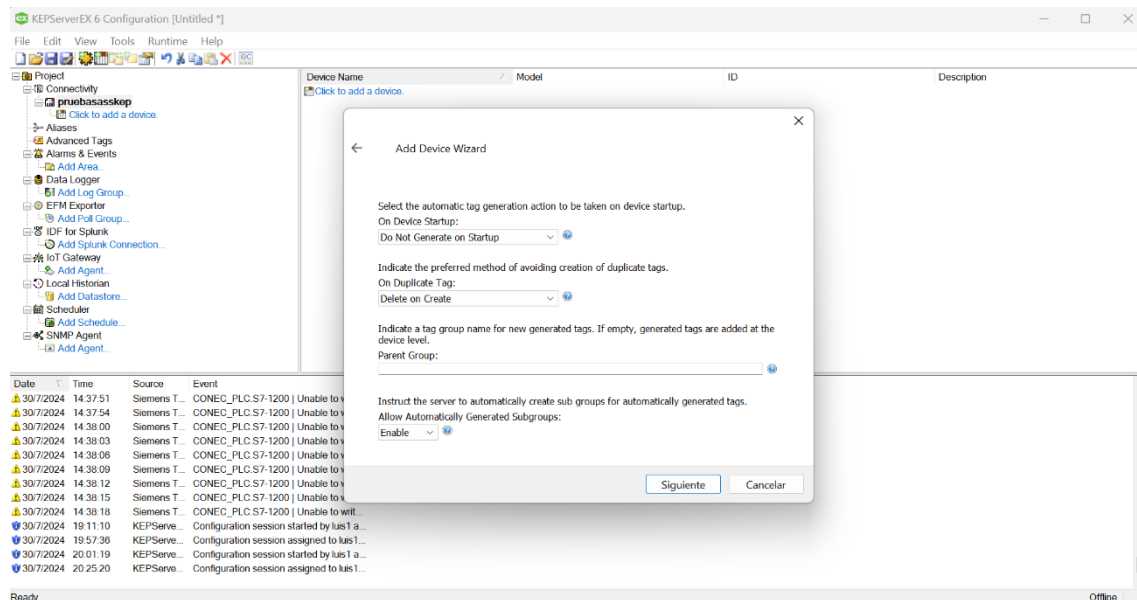 KEPServerEX 6 Configuration [Untitled *]
File Edit View Tools Runtime Help
Project
Connectivity
pruebasasskep
Click to add a device.
Aliases
Advanced Tags
Alarms & Events
Add Area...
Data Logger
Add Log Group...
EFM Exporter
Add Poll Group...
IDF for Splunk
Add Splunk Connection...
IoT Gateway
Add Agent...
Local Historian
Add Datastore...
Scheduler
Add Schedule...
SNMP Agent
Add Agent...
Device Name Model ID Description
Click to add a device.
Add Device Wizard
Select the automatic tag generation action to be taken on device startup.
On Device Startup:
Do Not Generate on Startup
Indicate the preferred method of avoiding creation of duplicate tags.
On Duplicate Tag:
Delete on Create
Indicate a tag group name for new generated tags. If empty, generated tags are added at the
device level.
Parent Group:
Instruct the server to automatically create sub groups for automatically generated tags.
Allow Automatically Generated Subgroups:
Enable
Siguiente Cancelar
Date Time Source Event
30/7/2024 14:37:51 Siemens T... CONEC_PLC.S7-1200 | Unable to
30/7/2024 14:37:54 Siemens T... CONEC_PLC.S7-1200 | Unable to
30/7/2024 14:38:00 Siemens T... CONEC_PLC.S7-1200 | Unable to
30/7/2024 14:38:03 Siemens T... CONEC_PLC.S7-1200 | Unable to
30/7/2024 14:38:06 Siemens T... CONEC_PLC.S7-1200 | Unable to
30/7/2024 14:38:09 Siemens T... CONEC_PLC.S7-1200 | Unable to
30/7/2024 14:38:12 Siemens T... CONEC_PLC.S7-1200 | Unable to
30/7/2024 14:38:15 Siemens T... CONEC_PLC.S7-1200 | Unable to
30/7/2024 14:38:18 Siemens T... CONEC_PLC.S7-1200 | Unable to writ...
30/7/2024 19:11:10 KEPServe... Configuration session started by luis1 a...
30/7/2024 19:57:36 KEPServe... Configuration session assigned to luis1...
30/7/2024 20:01:19 KEPServe... Configuration session started by luis1 a...
30/7/2024 20:25:20 KEPServe... Configuration session assigned to luis1...
Ready Offline